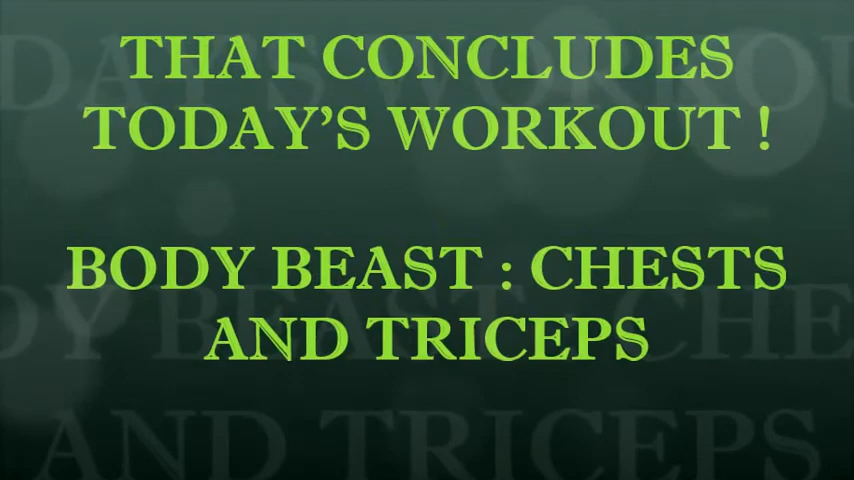 THAT CONCLUDES
TODAY’S WORKOUT !
BODY BEAST : CHESTS
AND TRICEPS